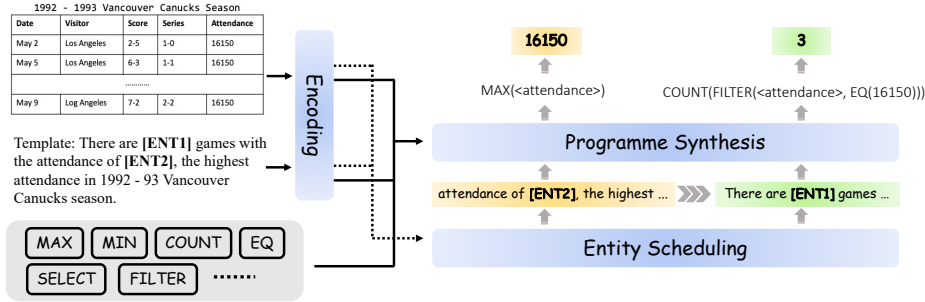 1992 - 1993 Vancouver Canucks Season
Date Visitor Score Series Attendance
May 2 Los Angeles 2-5 1-0 16150
May 5 Los Angeles 6-3 1-1 16150
............
May 9 Log Angeles 7-2 2-2 16150
Template: There are [ENT1] games with
the attendance of [ENT2], the highest
attendance in 1992 - 93 Vancouver
Canucks season.
MAX MIN COUNT EQ
SELECT FILTER ......
Encoding
16150 3
MAX(<attendance>) COUNT(FILTER(<attendance>, EQ(16150)))
Programme Synthesis
attendance of [ENT2], the highest ... There are [ENT1] games ...
Entity Scheduling